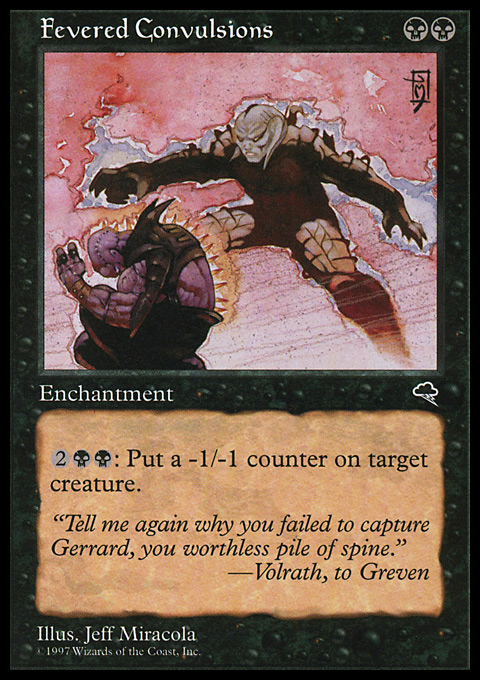 Fevered Convulsions
Enchantment
2: Put a -1/-1 counter on target
creature.
“Tell me again why you failed to capture
Gerrard, you worthless pile of spine.”
—Volrath, to Greven
Illus. Jeff Miracola
©1997 Wizards of the Coast, Inc.